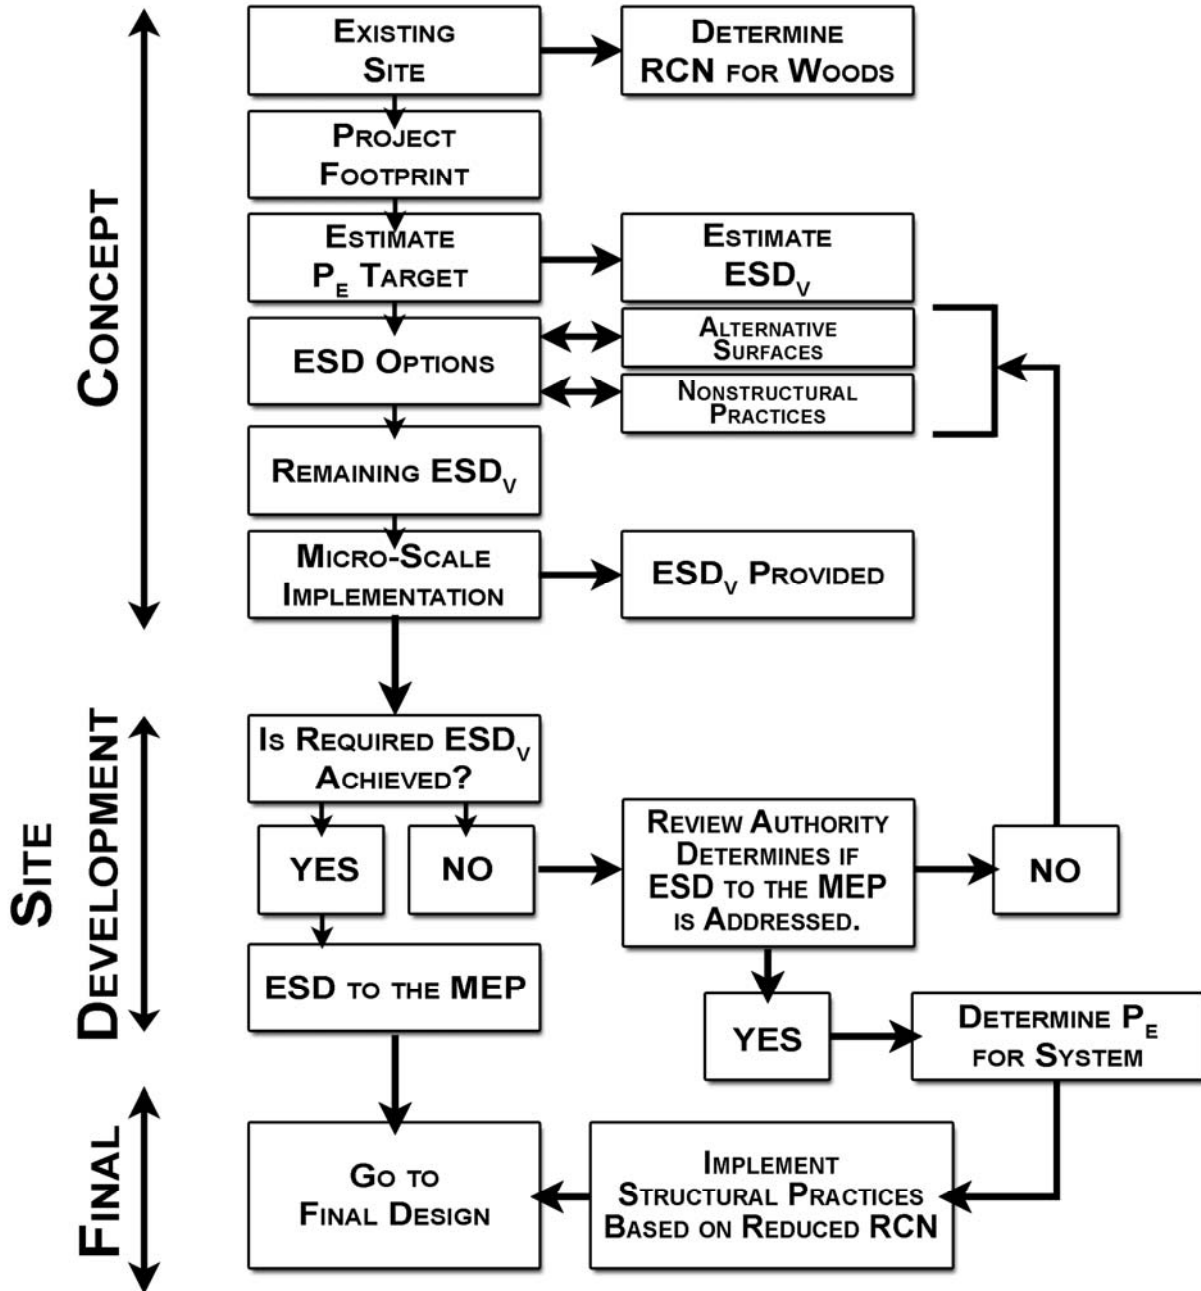 CONCEPT
EXISTING
SITE
DETERMINE
RCN FOR WOODS
PROJECT
FOOTPRINT
ESTIMATE
PE TARGET
ESTIMATE
ESDV
ESD OPTIONS
ALTERNATIVE
SURFACES
NONSTRUCTURAL
PRACTICES
REMAINING ESDV
MICRO-SCALE
IMPLEMENTATION
ESDV PROVIDED
SITE
DEVELOPMENT
IS REQUIRED ESDV
ACHIEVED?
YES
NO
REVIEW AUTHORITY
DETERMINES IF
ESD TO THE MEP
IS ADDRESSED.
NO
ESD TO THE MEP
YES
DETERMINE PE
FOR SYSTEM
FINAL
GO TO
FINAL DESIGN
IMPLEMENT
STRUCTURAL PRACTICES
BASED ON REDUCED RCN